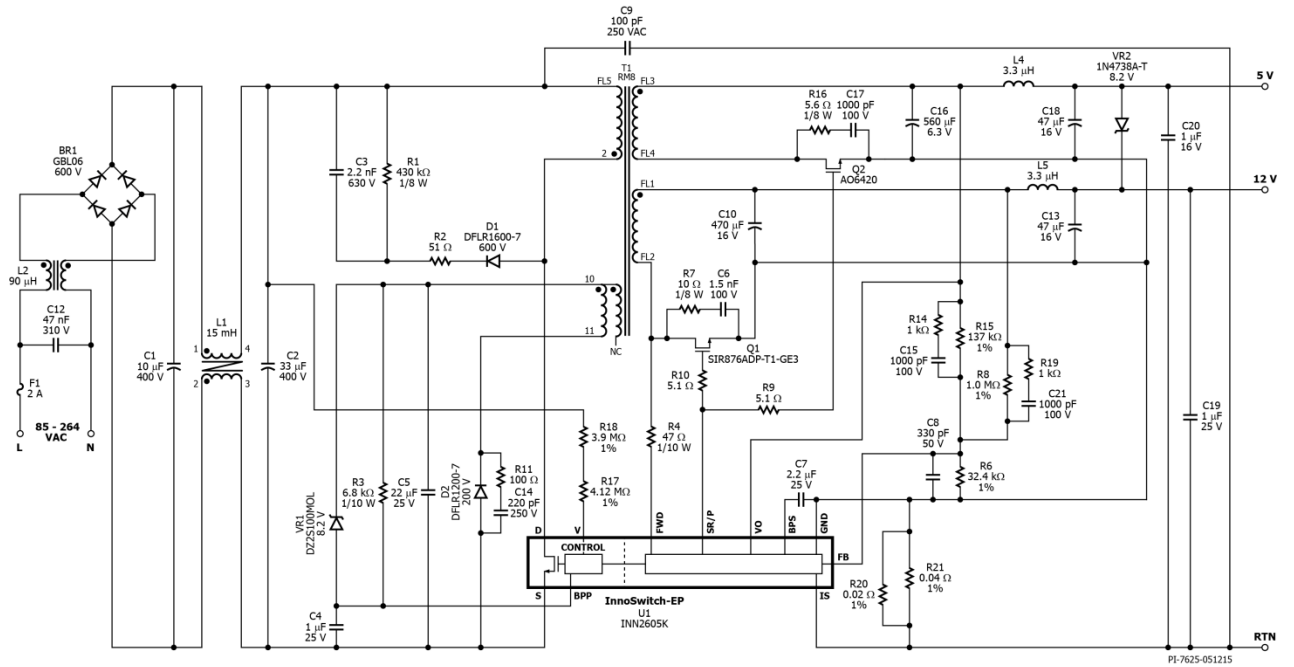 C9
100 pF
250 VAC
T1
RM8
FL5
FL3
2
FL4
R16
5.6 Ω
1/8 W
C17
1000 pF
100 V
Q2
AO6420
C16
560 μF
6.3 V
L4
3.3 μH
C18
47 μF
16 V
VR2
1N4738A-T
8.2 V
5 V
C20
1 μF
16 V
BR1
GBL06
600 V
C3
2.2 nF
630 V
R1
430 kΩ
1/8 W
R2
51 Ω
D1
DFLR1600-7
600 V
FL1
FL2
C10
470 μF
16 V
L5
3.3 μH
C13
47 μF
16 V
12 V
L2
90 μH
C12
47 nF
310 V
F1
2 A
85 - 264
VAC
L
N
C1
10 μF
400 V
L1
15 mH
1
4
2
3
C2
33 μF
400 V
10
11
NC
R7
10 Ω
1/8 W
C6
1.5 nF
100 V
Q1
SIR876ADP-T1-GE3
R10
5.1 Ω
R9
5.1 Ω
R4
47 Ω
1/10 W
R14
1 kΩ
C15
1000 pF
100 V
R15
137 kΩ
1%
R8
1.0 MΩ
1%
R19
1 kΩ
C21
1000 pF
100 V
C19
1 μF
25 V
C8
330 pF
50 V
R6
32.4 kΩ
1%
C7
2.2 μF
25 V
R18
3.9 MΩ
1%
R17
4.12 MΩ
1%
R3
6.8 kΩ
1/10 W
C5
22 μF
25 V
VR1
DZ2S100MOL
8.2 V
D2
DFLR1200-7
200 V
R11
100 Ω
C14
220 pF
250 V
C4
1 μF
25 V
D
V
FWD
SR/P
VO
BPS
GND
CONTROL
FB
S
BPP
IS
InnoSwitch-EP
U1
INN2605K
R20
0.02 Ω
1%
R21
0.04 Ω
1%
RTN
PI-7625-051215